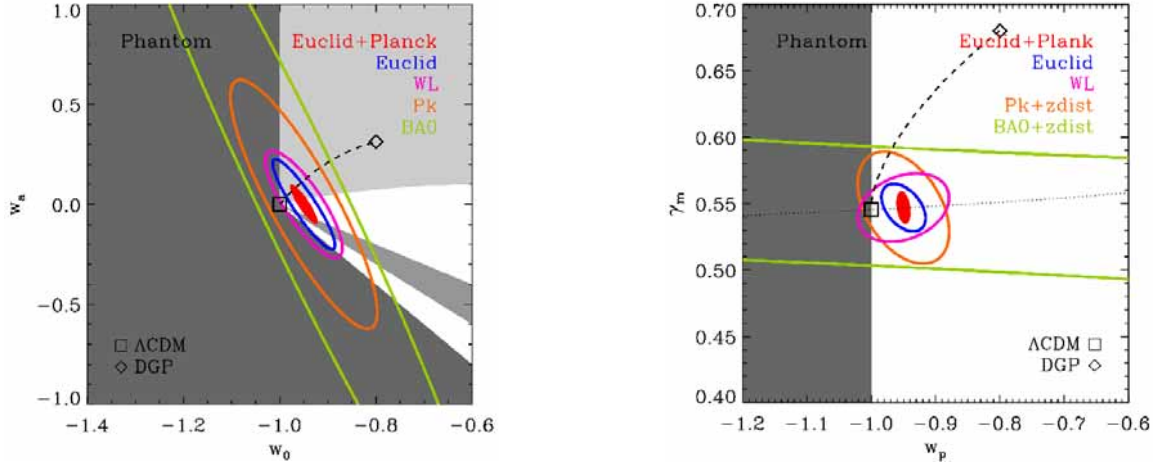 1.0
0.5
0.0
−0.5
−1.0
w_a
Phantom
Euclid+Planck
Euclid
WL
Pk
BAO
ΛCDM
DGP
−1.4 −1.2 −1.0 −0.8 −0.6
w_0
0.70
0.65
0.60
0.55
0.50
0.45
0.40
γ_m
Phantom
Euclid+Plank
Euclid
WL
Pk+zdist
BAO+zdist
ΛCDM
DGP
−1.2 −1.1 −1.0 −0.9 −0.8 −0.7 −0.6
w_p